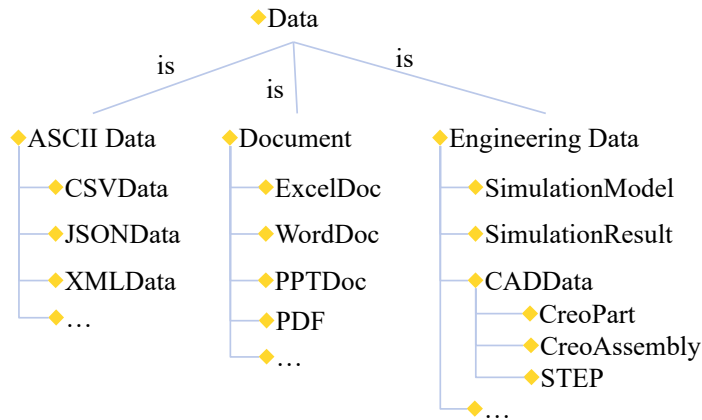 Data
is
is
is
ASCII Data
CSVData
JSONData
XMLData
…
Document
ExcelDoc
WordDoc
PPTDoc
PDF
…
Engineering Data
SimulationModel
SimulationResult
CADData
CreoPart
CreoAssembly
STEP
…